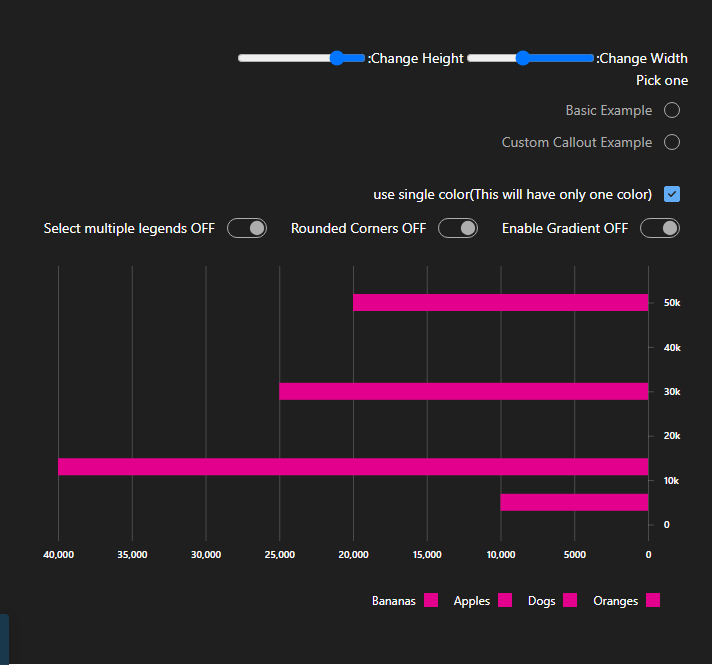 :Change Height :Change Width
Pick one
Basic Example
Custom Callout Example
use single color(This will have only one color)
Select multiple legends OFF Rounded Corners OFF Enable Gradient OFF
50k
40k
30k
20k
10k
0
40,000 35,000 30,000 25,000 20,000 15,000 10,000 5000 0
Bananas Apples Dogs Oranges